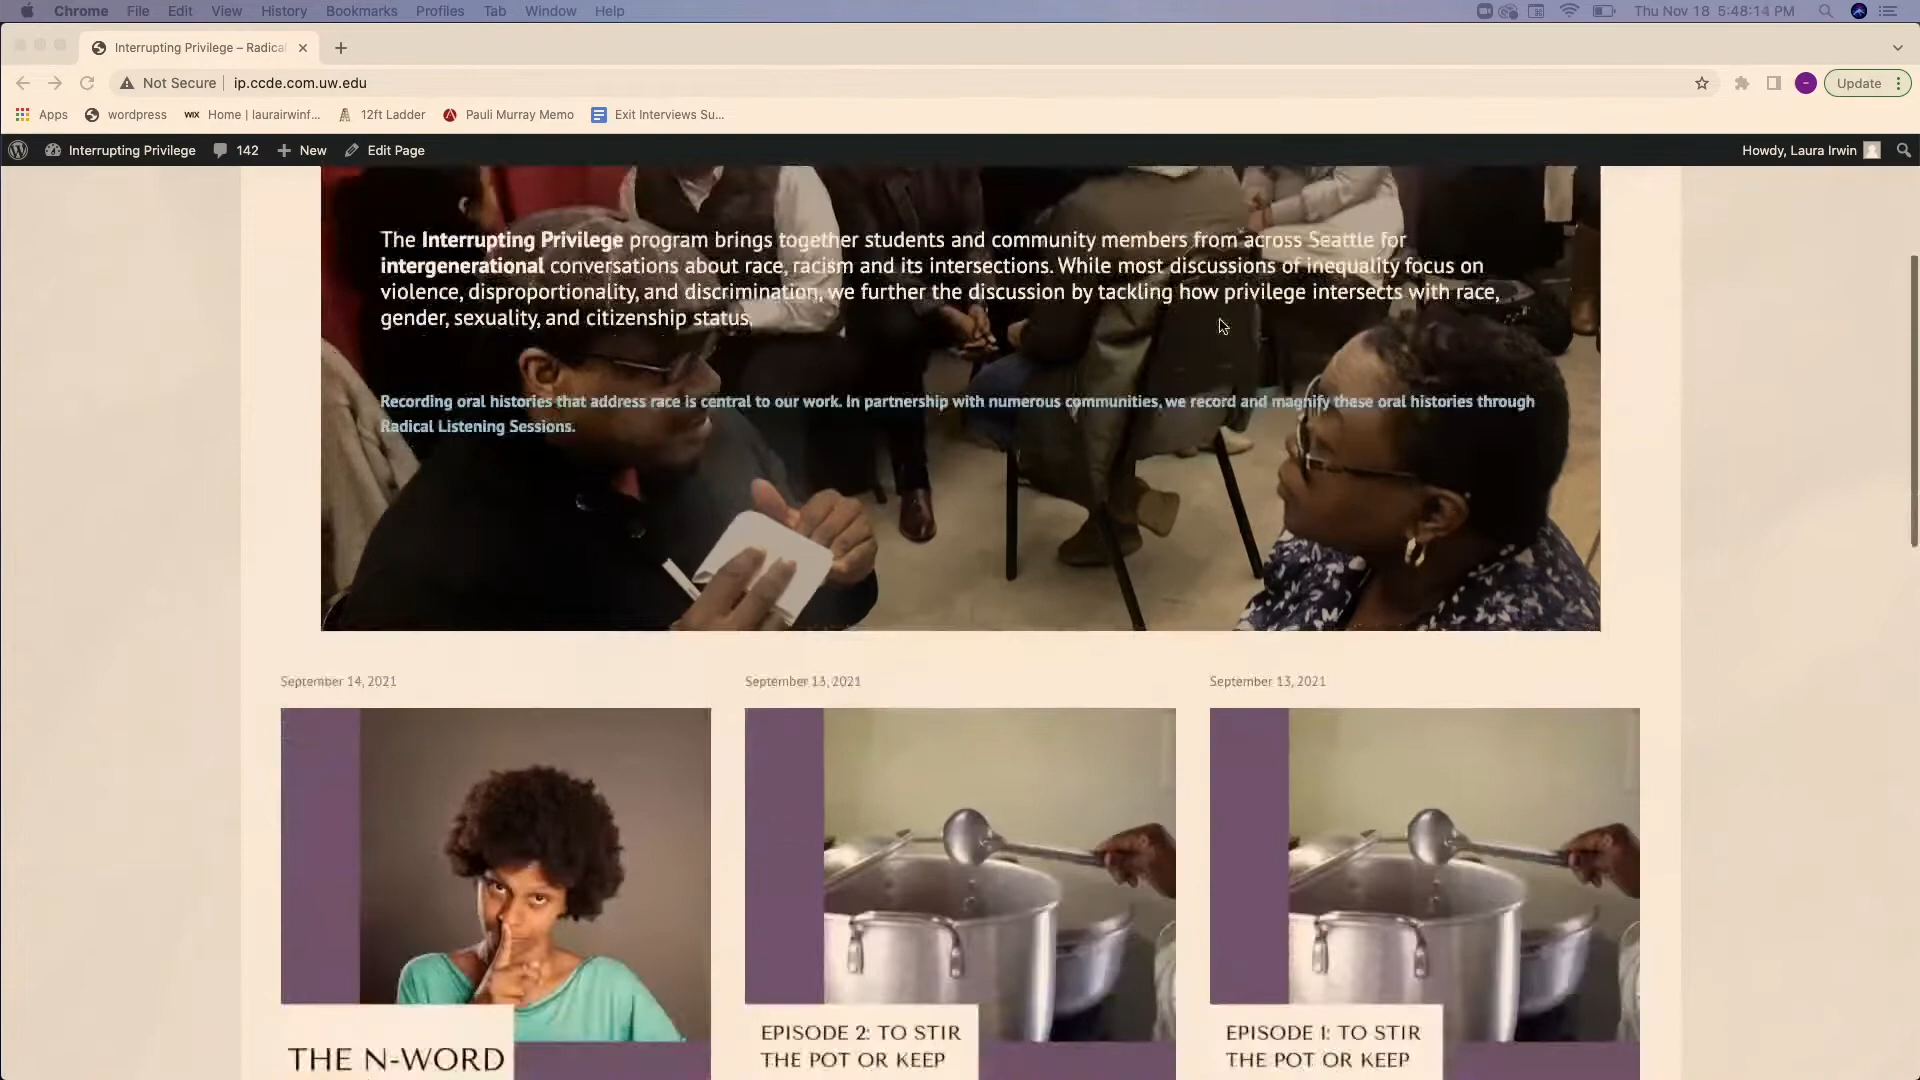 Chrome File Edit View History Bookmarks Profiles Tab Window Help Thu Nov 18 5:48:14 PM
Interrupting Privilege – Radical
Not Secure ip.ccde.com.uw.edu Update
Apps wordpress WIX Home | laurairwinf... 12ft Ladder Pauli Murray Memo Exit Interviews Su...
Interrupting Privilege 142 New Edit Page Howdy, Laura Irwin
The Interrupting Privilege program brings together students and community members from across Seattle for
intergenerational conversations about race, racism and its intersections. While most discussions of inequality focus on
violence, disproportionality, and discrimination, we further the discussion by tackling how privilege intersects with race,
gender, sexuality, and citizenship status.
Recording oral histories that address race is central to our work. In partnership with numerous communities, we record and magnify these oral histories through
Radical Listening Sessions.
September 14, 2021
September 13, 2021
September 13, 2021
THE N-WORD
EPISODE 2: TO STIR
THE POT OR KEEP
EPISODE 1: TO STIR
THE POT OR KEEP